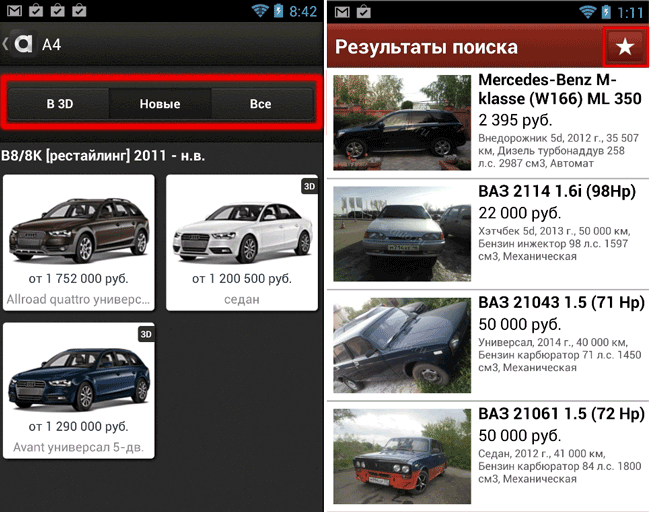 8:42
A4
В 3D
Новые
Все
B8/8K [рестайлинг] 2011 - н.в.
от 1 752 000 руб.
Allroad quattro универс...
3D
от 1 200 500 руб.
седан
3D
от 1 290 000 руб.
Avant универсал 5-дв.
1:11
Результаты поиска
Mercedes-Benz M-
klasse (W166) ML 350
2 395 руб.
Внедорожник 5d, 2012 г., 35 507
км, Дизель турбонаддув 258
л.с. 2987 см3, Автомат
ВАЗ 2114 1.6i (98Hp)
22 000 руб.
Хэтчбек 5d, 2013 г., 50 000 км,
Бензин инжектор 98 л.с. 1597
см3, Механическая
ВАЗ 21043 1.5 (71 Hp)
50 000 руб.
Универсал, 2014 г., 40 000 км,
Бензин карбюратор 71 л.с. 1450
см3, Механическая
ВАЗ 21061 1.5 (72 Hp)
50 000 руб.
Седан, 2012 г., 41 000 км,
Бензин карбюратор 84 л.с. 1800
см3, Механическая